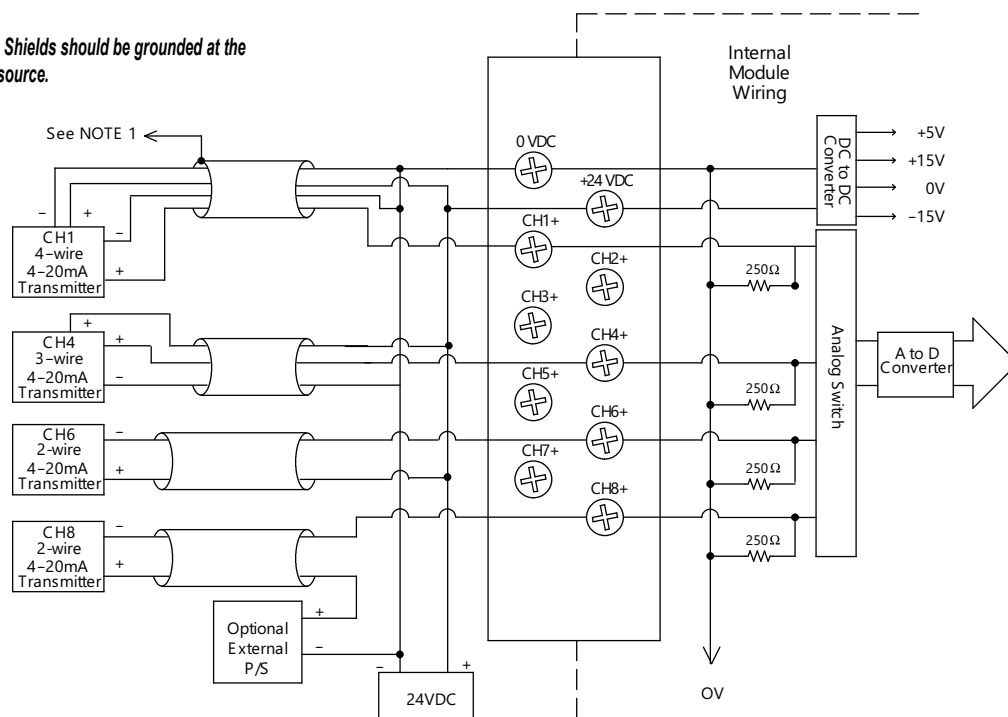 Shields should be grounded at the
source.
See NOTE 1
Internal
Module
Wiring
0 VDC
+24 VDC
CH1+
CH2+
CH3+
CH4+
CH5+
CH6+
CH7+
CH8+
DC to DC
Converter
+5V
+15V
0V
–15V
– +
–
+
CH1
4–wire
4–20mA
Transmitter
+
+
–
CH4
3–wire
4–20mA
Transmitter
–
+
CH6
2-wire
4–20mA
Transmitter
–
+
CH8
2-wire
4–20mA
Transmitter
250Ω
250Ω
250Ω
250Ω
Analog Switch
A to D
Converter
+
–
Optional
External
P/S
– +
24VDC
OV